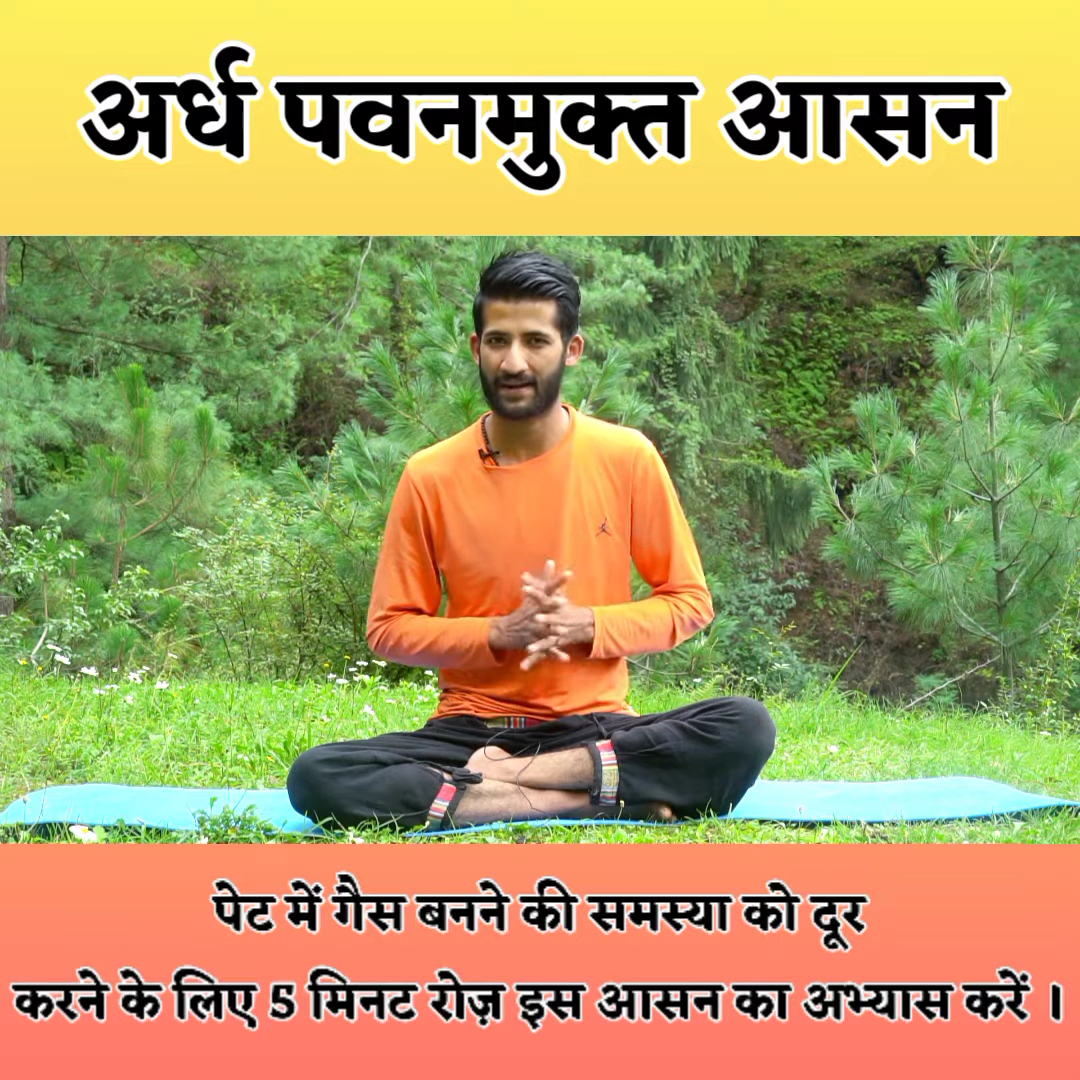 अर्ध पवनमुक्त आसन
पेट में गैस बनने की समस्या को दूर
करने के लिए 5 मिनट रोज़ इस आसन का अभ्यास करें ।